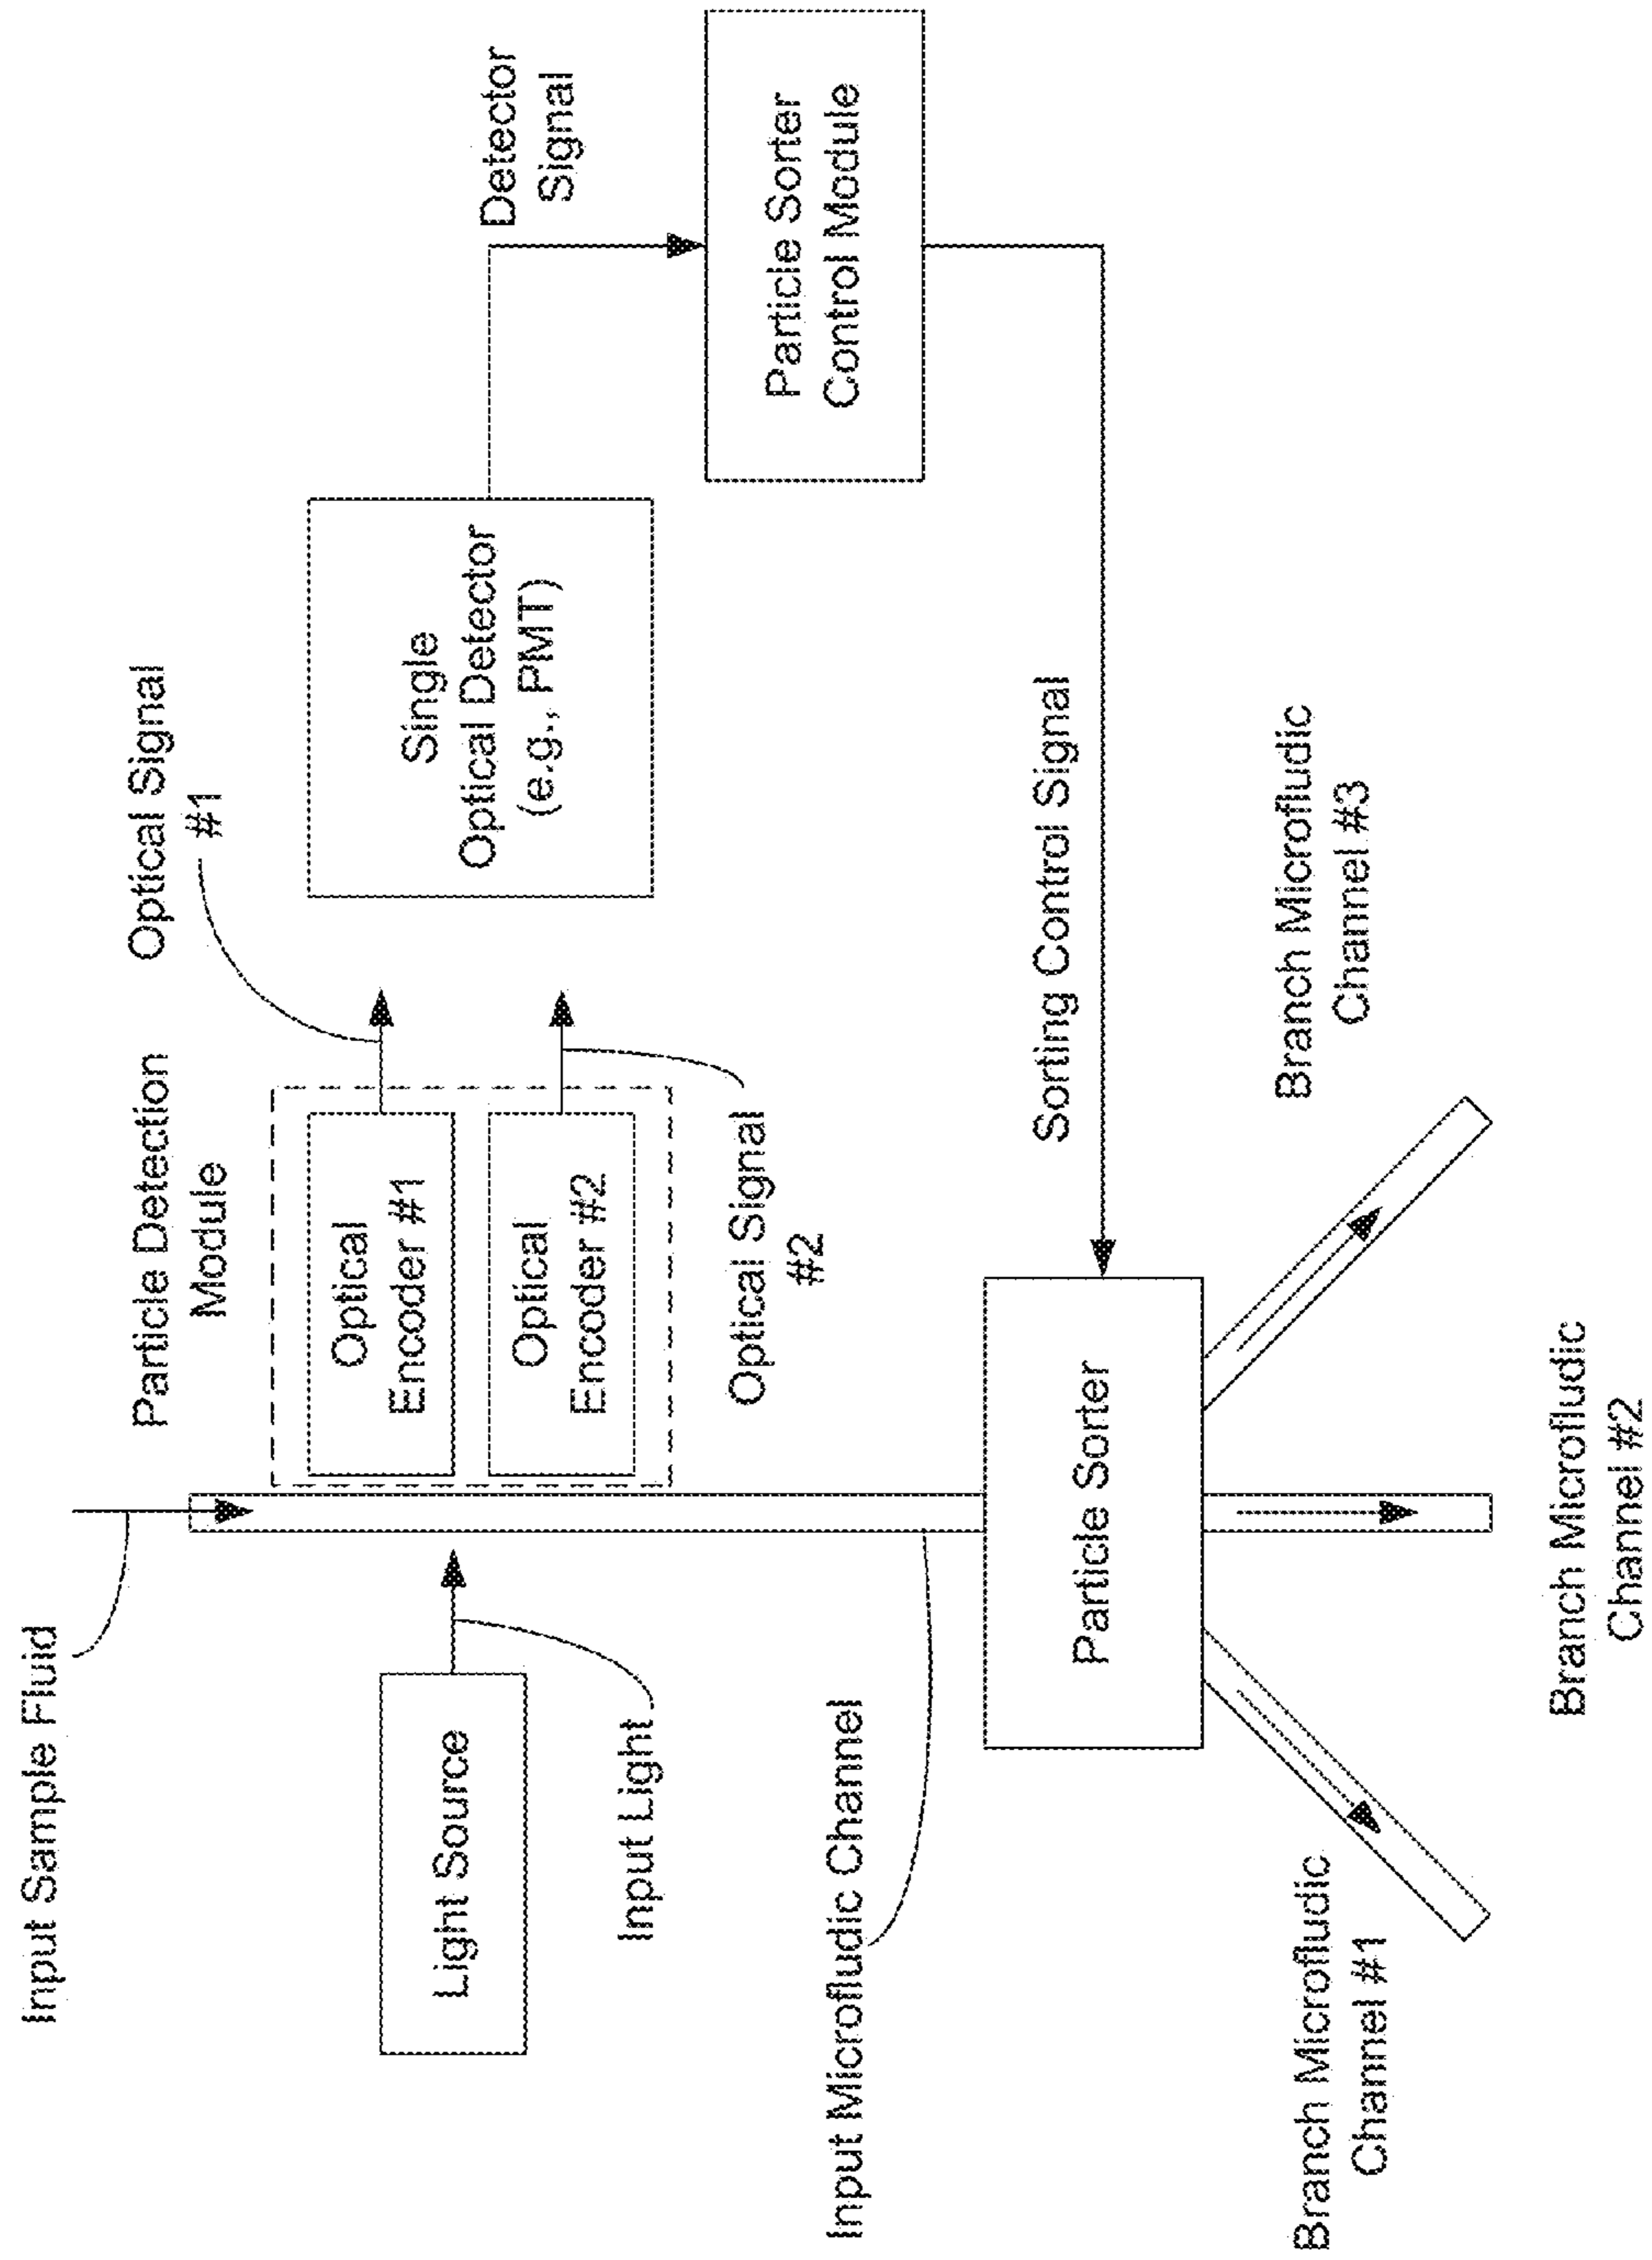 Input Sample Fluid
Particle Detection
Module
Optical Signal
#1
Detector
Signal
Light Source
Input Light
Optical
Encoder #1
Optical
Encoder #2
Optical Signal
#2
Single
Optical Detector
(e.g., PMT)
Particle Sorter
Control Module
Input Microfludic Channel
Sorting Control Signal
Particle Sorter
Branch Microfludic
Channel #1
Branch Microfludic
Channel #2
Branch Microfludic
Channel #3